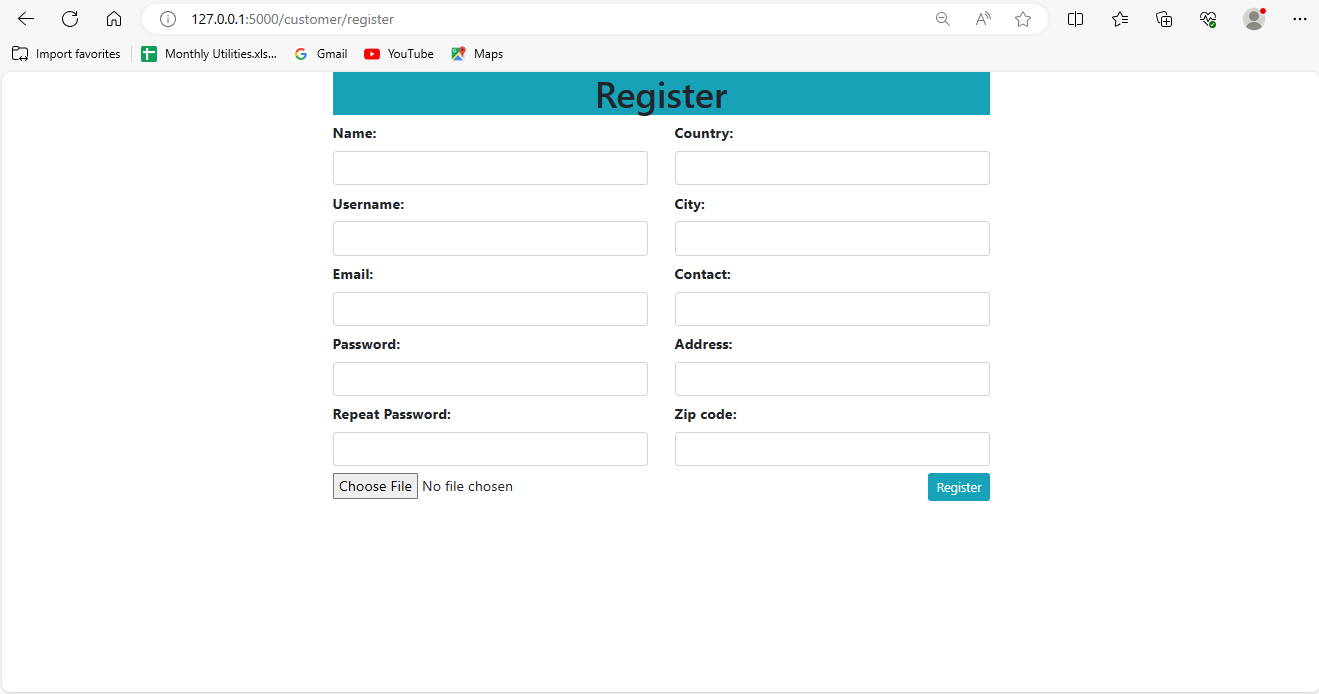 127.0.0.1:5000/customer/register
Import favorites Monthly Utilities.xls... Gmail YouTube Maps
Register
Name: Country:
Username: City:
Email: Contact:
Password: Address:
Repeat Password: Zip code:
Choose File No file chosen Register